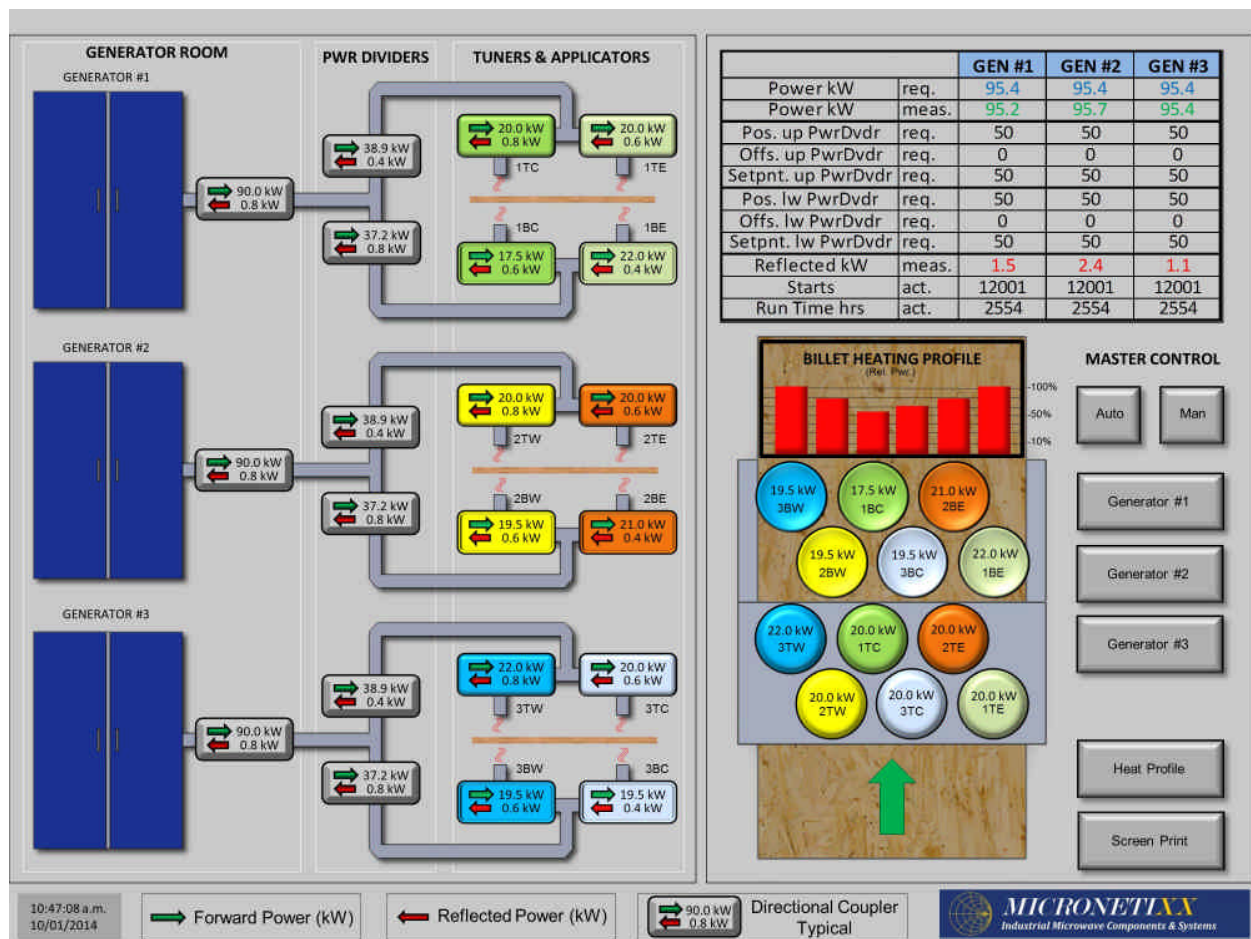 GENERATOR ROOM
PWR DIVIDERS
TUNERS & APPLICATORS
GENERATOR #1
90.0 kW
0.8 kW
38.9 kW
0.4 kW
37.2 kW
0.8 kW
20.0 kW
0.8 kW
1TC
20.0 kW
0.6 kW
1TE
1BC
17.5 kW
0.6 kW
1BE
22.0 kW
0.4 kW
GENERATOR #2
90.0 kW
0.8 kW
38.9 kW
0.4 kW
37.2 kW
0.8 kW
20.0 kW
0.8 kW
2TW
20.0 kW
0.6 kW
2TE
2BW
19.5 kW
0.6 kW
2BE
21.0 kW
0.4 kW
GENERATOR #3
90.0 kW
0.8 kW
38.9 kW
0.4 kW
37.2 kW
0.8 kW
22.0 kW
0.8 kW
3TW
20.0 kW
0.6 kW
3TC
3BW
19.5 kW
0.6 kW
3BC
19.5 kW
0.4 kW
GEN #1 GEN #2 GEN #3
Power kW req. 95.4 95.4 95.4
Power kW meas. 95.2 95.7 95.4
Pos. up PwrDvdr req. 50 50 50
Offs. up PwrDvdr req. 0 0 0
Setpnt. up PwrDvdr req. 50 50 50
Pos. lw PwrDvdr req. 50 50 50
Offs. lw PwrDvdr req. 0 0 0
Setpnt. lw PwrDvdr req. 50 50 50
Reflected kW meas. 1.5 2.4 1.1
Starts act. 12001 12001 12001
Run Time hrs act. 2554 2554 2554
BILLET HEATING PROFILE
(Rel. Pwr.)
-100%
-50%
-10%
19.5 kW
3BW
17.5 kW
1BC
21.0 kW
2BE
19.5 kW
2BW
19.5 kW
3BC
22.0 kW
1BE
22.0 kW
3TW
20.0 kW
1TC
20.0 kW
2TE
20.0 kW
2TW
20.0 kW
3TC
20.0 kW
1TE
MASTER CONTROL
Auto
Man
Generator #1
Generator #2
Generator #3
Heat Profile
Screen Print
10:47:08 a.m.
10/01/2014
Forward Power (kW)
Reflected Power (kW)
90.0 kW
0.8 kW
Directional Coupler
Typical
MICRONETIXX
Industrial Microwave Components & Systems